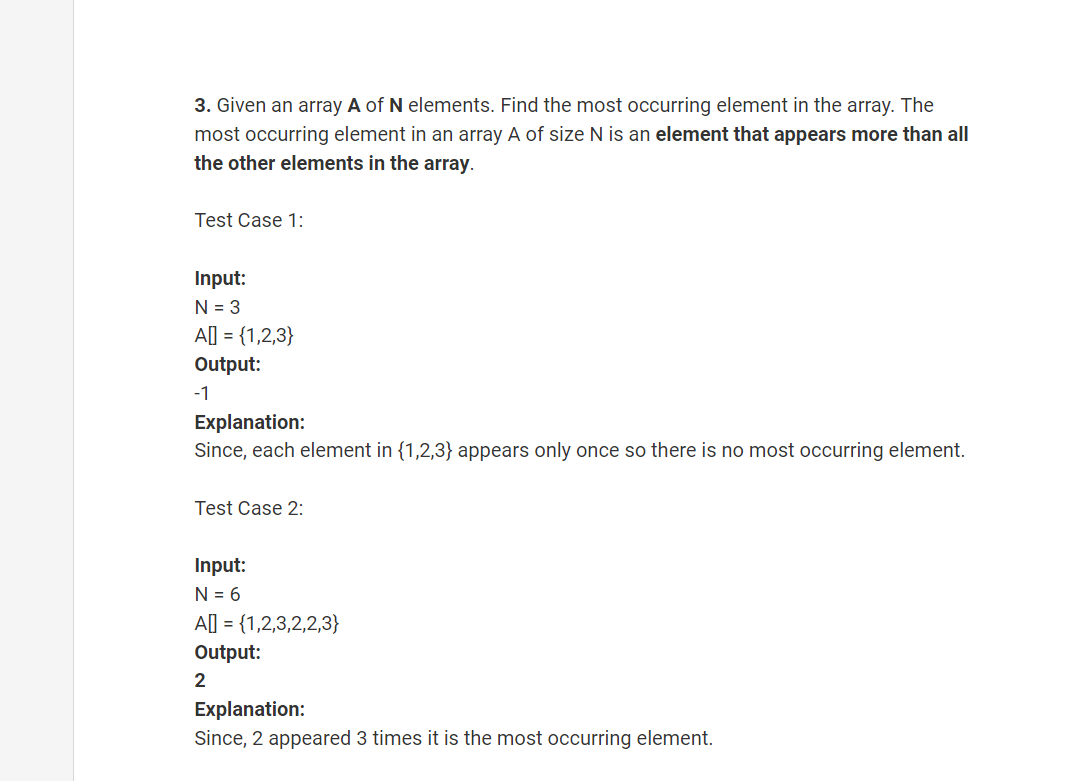 3. Given an array A of N elements. Find the most occurring element in the array. The
most occurring element in an array A of size N is an element that appears more than all
the other elements in the array.
Test Case 1:
Input:
N = 3
A[] = {1,2,3}
Output:
-1
Explanation:
Since, each element in {1,2,3} appears only once so there is no most occurring element.
Test Case 2:
Input:
N = 6
A[] = {1,2,3,2,2,3}
Output:
2
Explanation:
Since, 2 appeared 3 times it is the most occurring element.